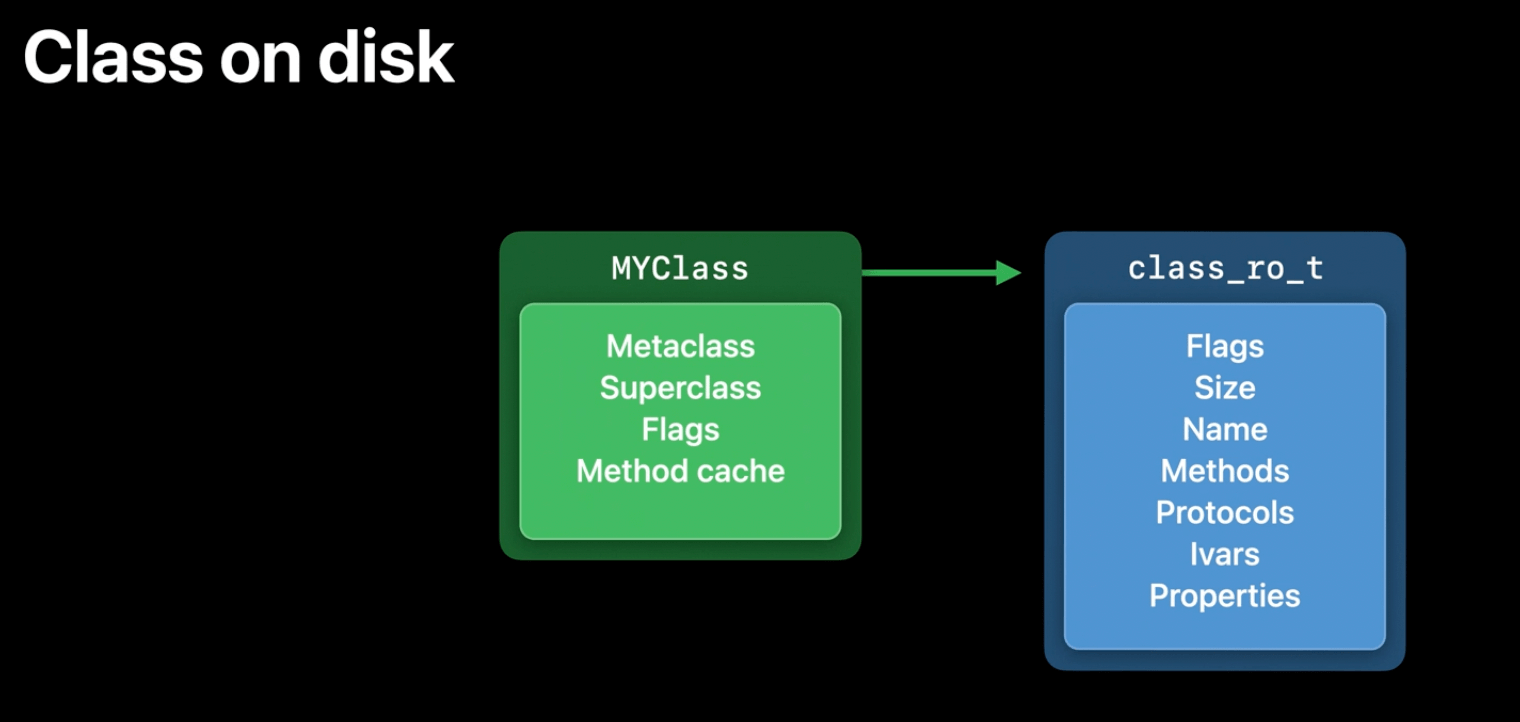 Class on disk
MYClass
Metaclass
Superclass
Flags
Method cache
class_ro_t
Flags
Size
Name
Methods
Protocols
Ivars
Properties